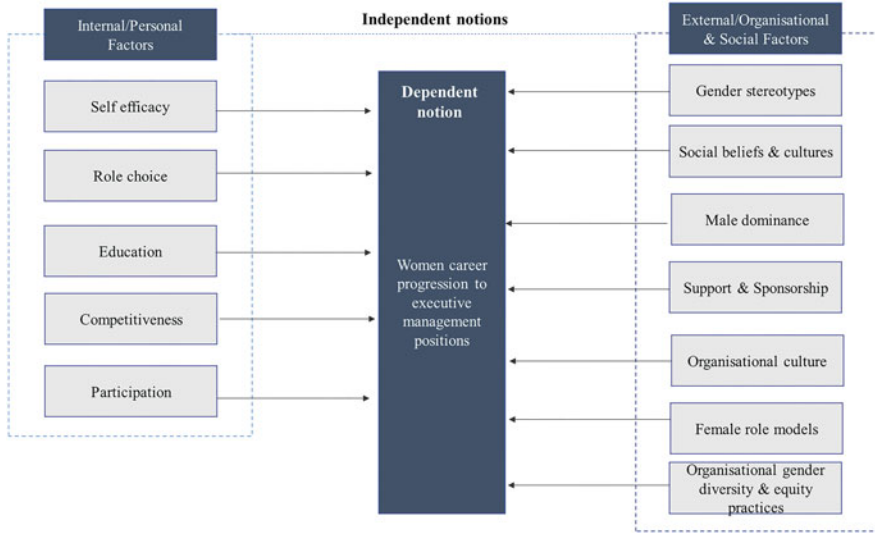 Independent notions
Internal/Personal
Factors
Self efficacy
Role choice
Education
Competitiveness
Participation
Dependent
notion
Women career
progression to
executive
management
positions
External/Organisational
& Social Factors
Gender stereotypes
Social beliefs & cultures
Male dominance
Support & Sponsorship
Organisational culture
Female role models
Organisational gender
diversity & equity
practices